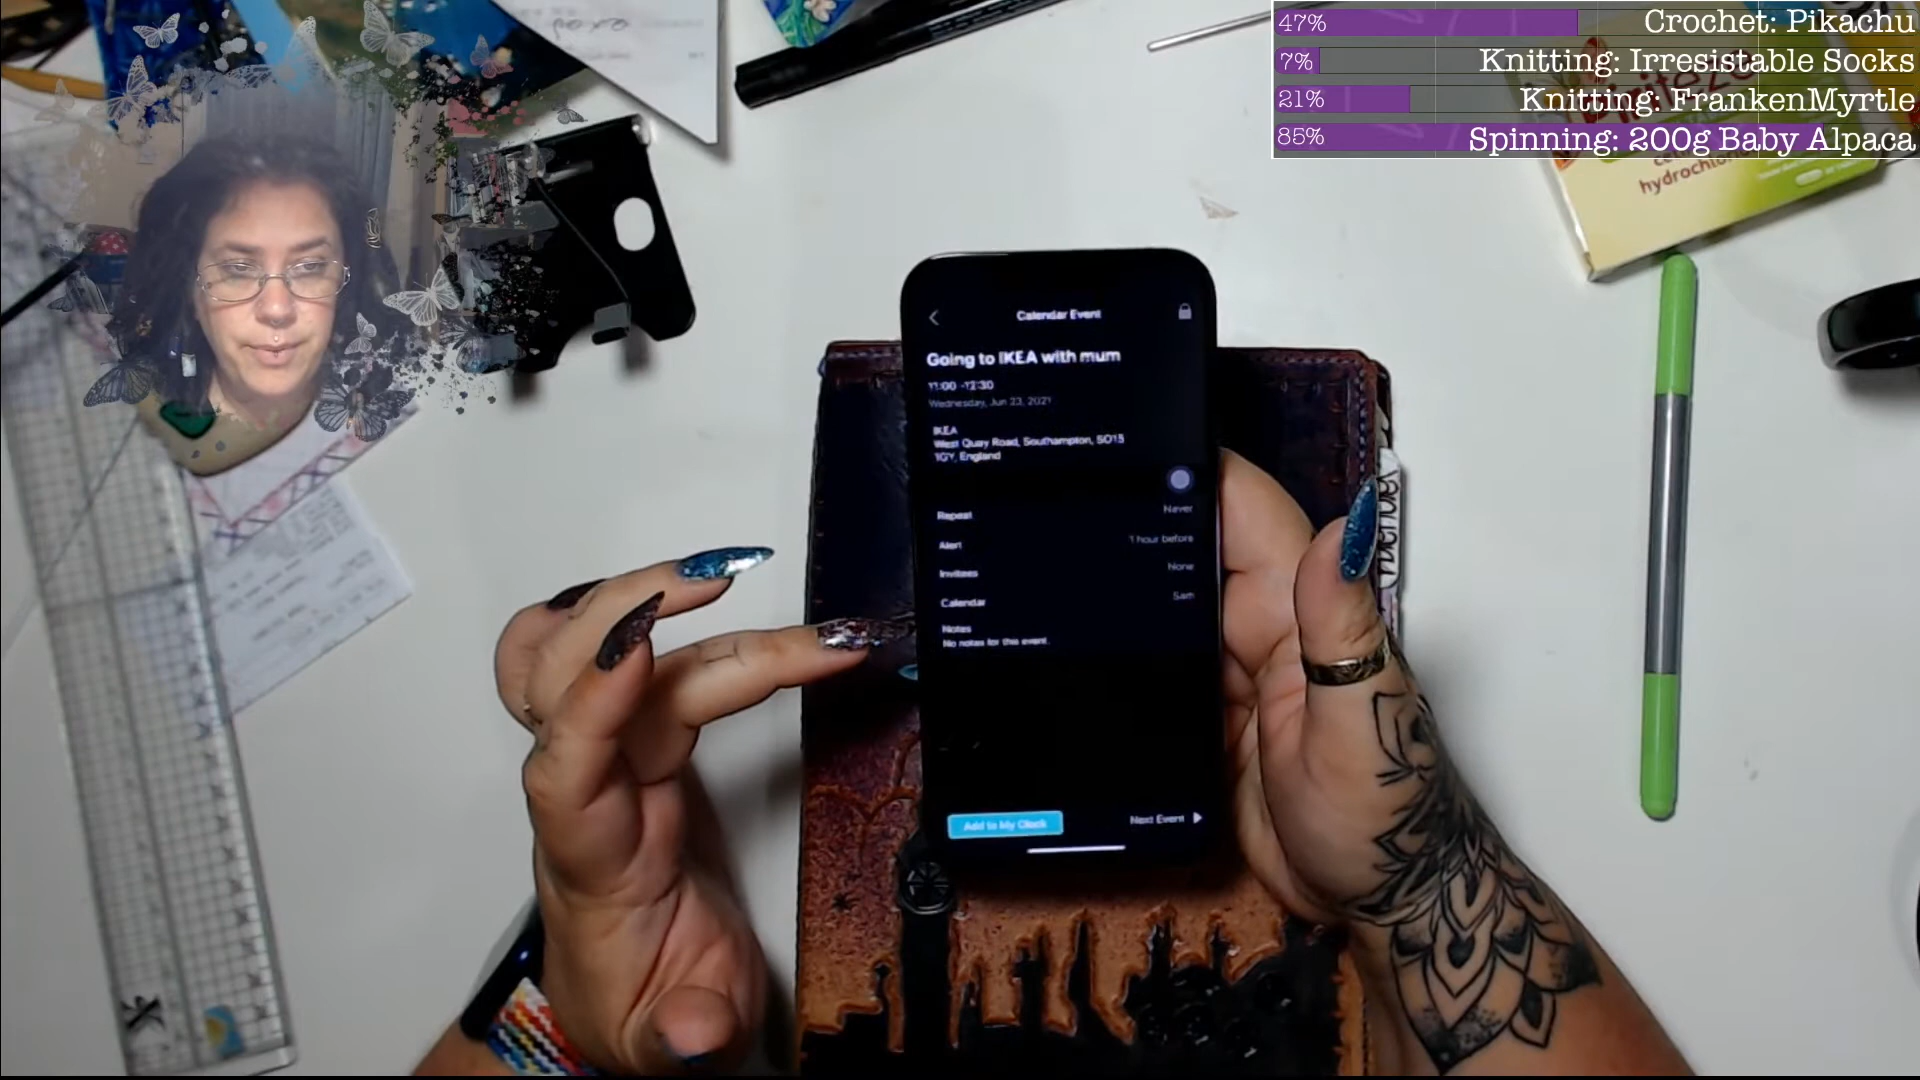 47% Crochet: Pikachu
7% Knitting: Irresistable Socks
21% Knitting: FrankenMyrtle
85% Spinning: 200g Baby Alpaca
hydrochlo
Calendar Event
Going to IKEA with mum
11:00 -12:30
Wednesday, Jun 23, 2021
IKEA
West Quay Road, Southampton, SO15
1GY, England
Repeat Never
Alert 1 hour before
Invitees None
Calendar Sam
Notes
No notes for this event.
Add to My Clock Next Event